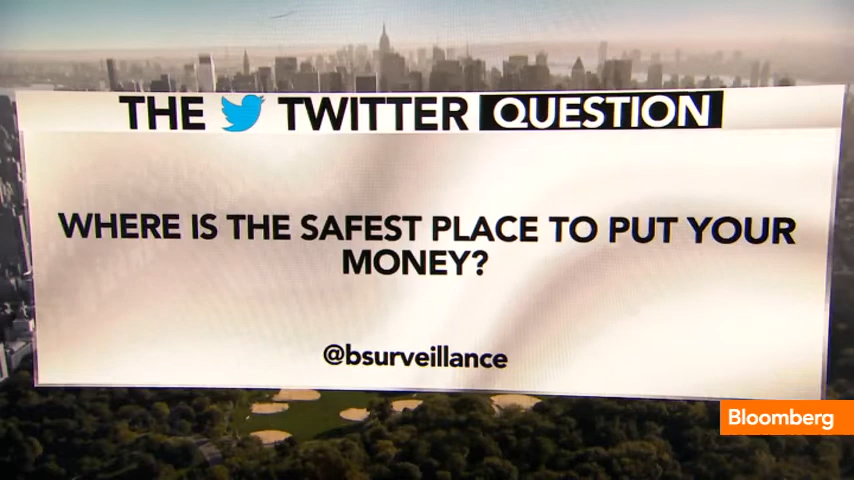 THE TWITTER QUESTION
WHERE IS THE SAFEST PLACE TO PUT YOUR
MONEY?
@bsurveillance
Bloomberg